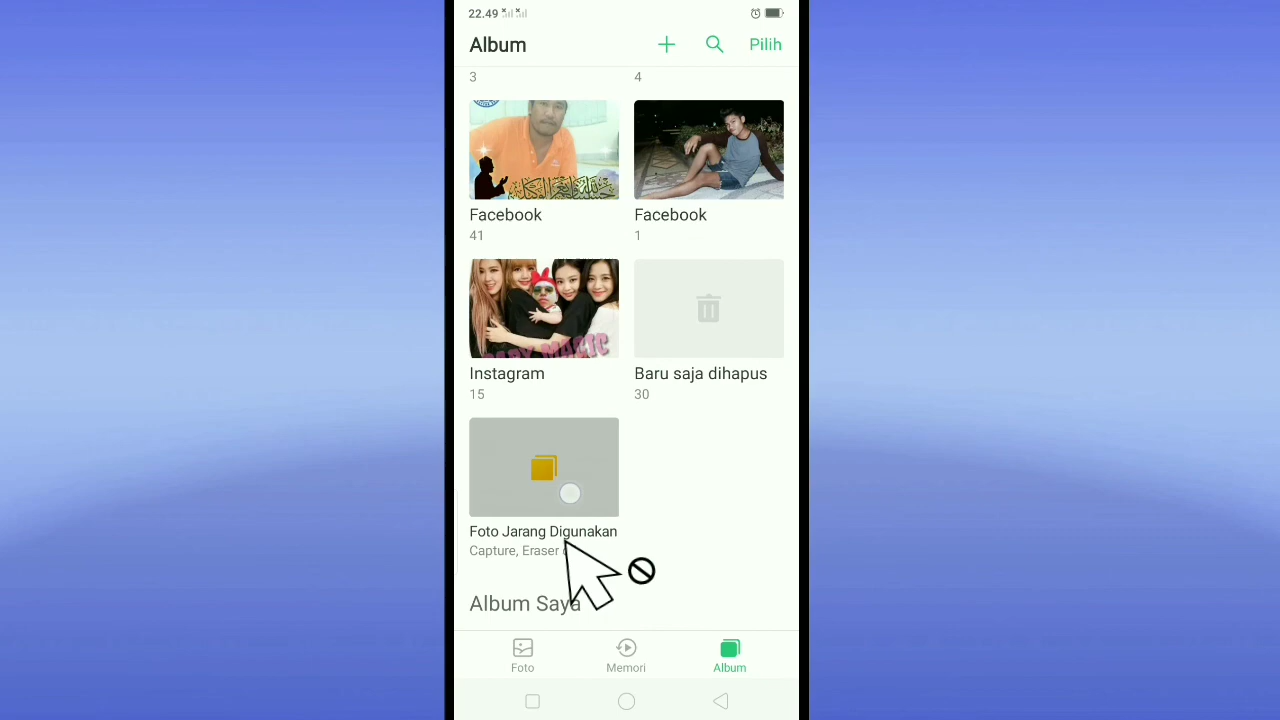 22.49
Album
Pilih
3
4
Facebook
41
Facebook
1
Instagram
15
Baru saja dihapus
30
Foto Jarang Digunakan
Capture, Eraser
Album Saya
Foto
Memori
Album